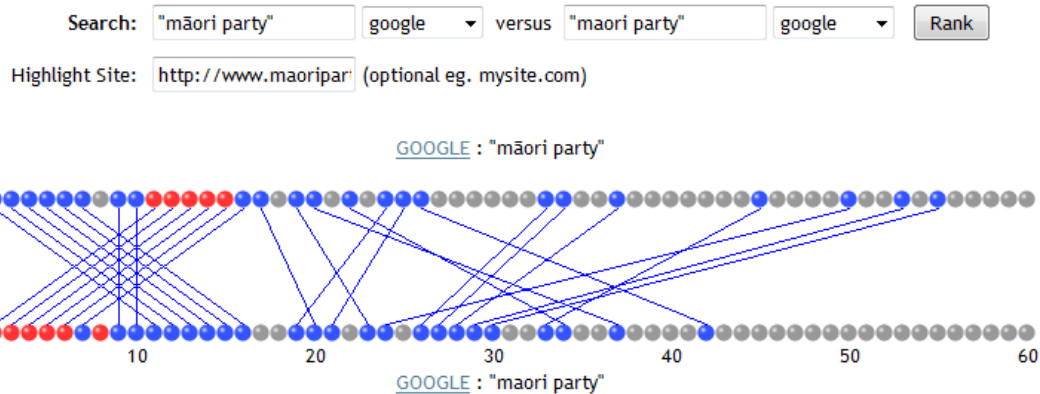 Search: "māori party" google versus "maori party" google Rank
Highlight Site: http://www.maoripar (optional eg. mysite.com)
GOOGLE : "māori party"
10 20 30 40 50 60
GOOGLE : "maori party"